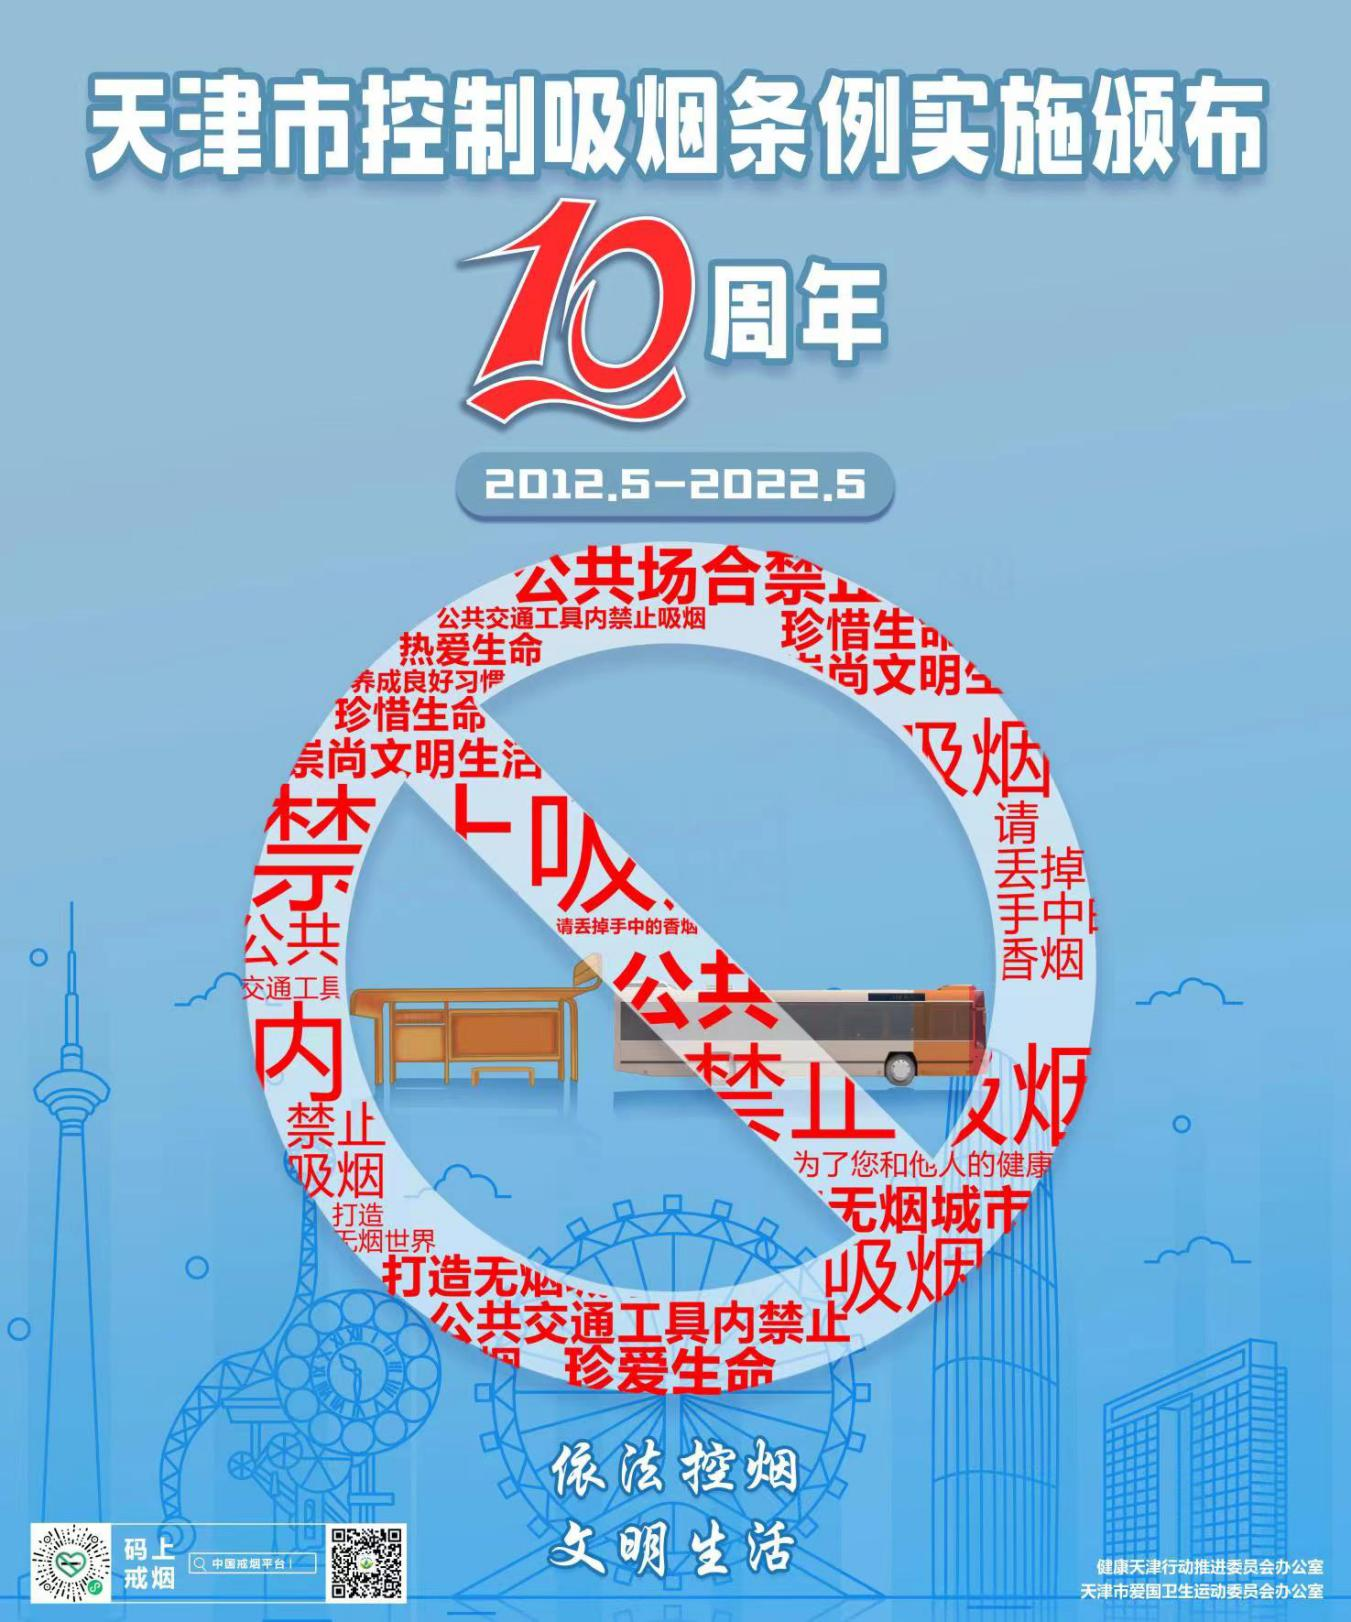 天津市控制吸烟条例实施颁布
10周年
2012.5-2022.5
公共场合禁止
公共交通工具内禁止吸烟
珍惜生命
热爱生命
崇尚文明生
养成良好习惯
珍惜生命
吸烟
崇尚文明生活
禁
止吸
请
丢掉
手中的
香烟
公共
请丢掉手中的香烟
公共
交通工具
内
禁止
吸烟
禁止
吸烟
为了您和他人的健康
无烟城市
吸烟
打造
无烟世界
打造无烟城
公共交通工具内禁止
烟
珍爱生命
依法控烟
文明生活
码上
戒烟
中国戒烟平台
健康天津行动推进委员会办公室
天津市爱国卫生运动委员会办公室